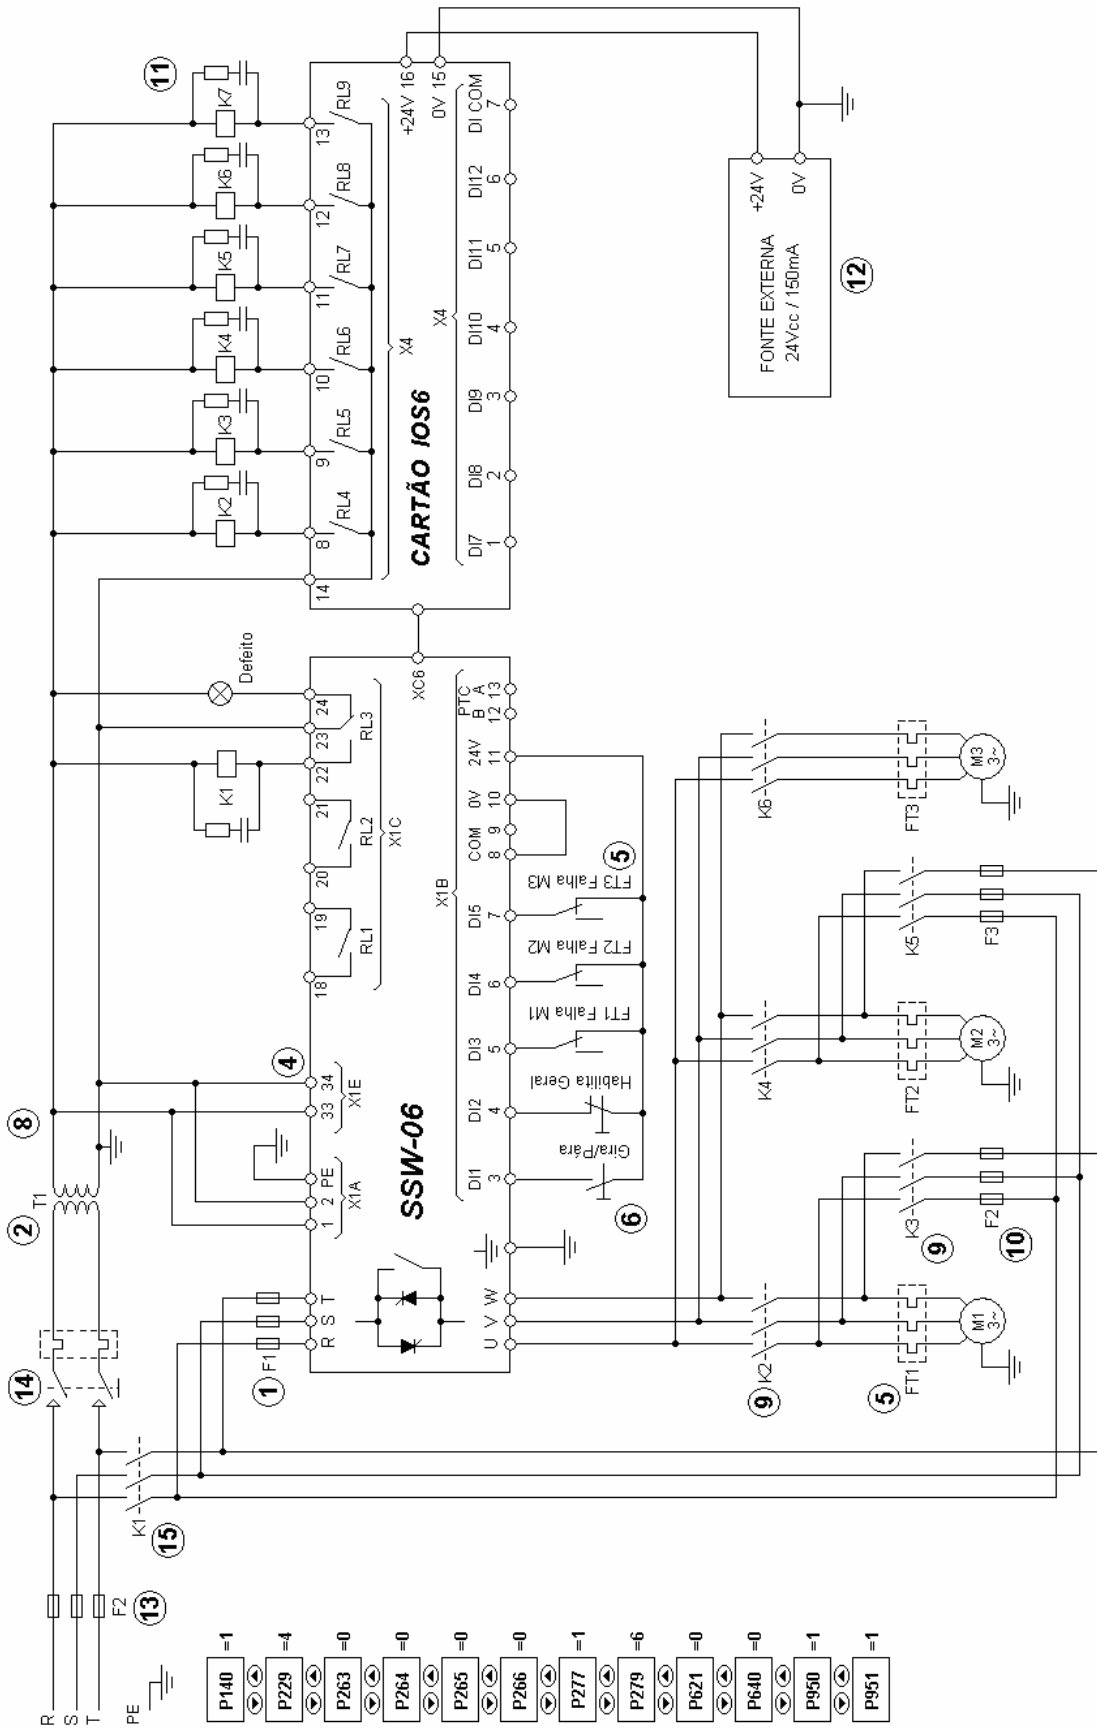 R
S
T
PE
F2
13
K1
15
14
2
T1
8
1
F1
R
S
T
1
2
PE
X1A
33
34
X1E
4
18
19
RL1
20
21
RL2
22
23
24
RL3
X1C
K1
Defeito
SSW-06
XC6
X1B
U
V
W
DI1
3
DI2
4
DI3
5
DI4
6
DI5
7
COM
8
9
0V
10
24V
11
PTC
B
A
12
13
6
Gira/Pára
Habilita Geral
FT1 Falha M1
FT2 Falha M2
FT3 Falha M3
5
14
8
9
10
11
12
13
RL4
RL5
RL6
RL7
RL8
RL9
K2
K3
K4
K5
K6
K7
11
X4
CARTÃO IOS6
X4
+24V 16
0V 15
DI7
1
DI8
2
DI9
3
DI10
4
DI11
5
DI12
6
DI COM
7
FONTE EXTERNA
24Vcc / 150mA
+24V
0V
12
K2
9
K3
9
K4
K5
K6
5
FT1
F2
10
FT2
F3
FT3
M1
3~
M2
3~
M3
3~
P140 =1
P229 =4
P263 =0
P264 =0
P265 =0
P266 =0
P277 =1
P279 =6
P621 =0
P640 =0
P950 =1
P951 =1